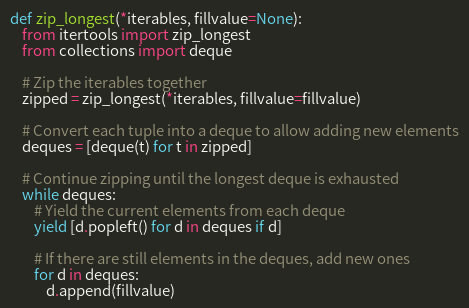 def zip_longest(*iterables, fillvalue=None):
    from itertools import zip_longest
    from collections import deque

    # Zip the iterables together
    zipped = zip_longest(*iterables, fillvalue=fillvalue)

    # Convert each tuple into a deque to allow adding new elements
    deques = [deque(t) for t in zipped]

    # Continue zipping until the longest deque is exhausted
    while deques:
        # Yield the current elements from each deque
        yield [d.popleft() for d in deques if d]

        # If there are still elements in the deques, add new ones
        for d in deques:
            d.append(fillvalue)